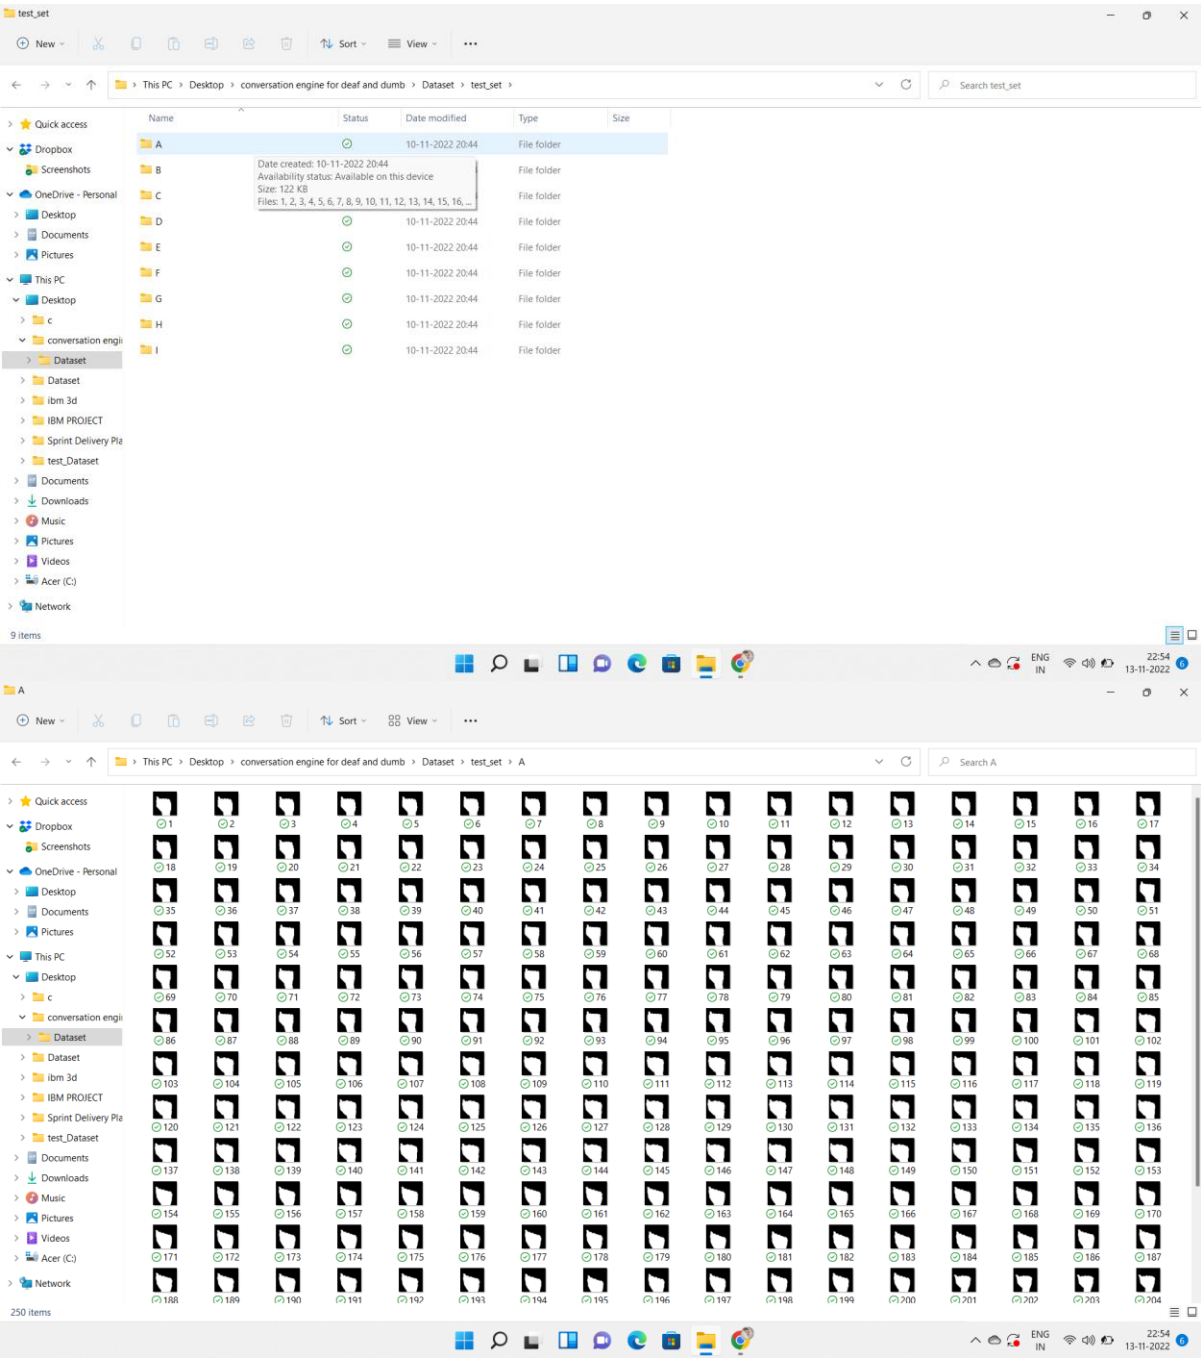 test_set
New
Sort
View
This PC > Desktop > conversation engine for deaf and dumb > Dataset > test_set >
Search test_set
Name Status Date modified Type Size
Quick access
Dropbox
Screenshots
OneDrive - Personal
Desktop
Documents
Pictures
This PC
Desktop
c
conversation engi
Dataset
Dataset
ibm 3d
IBM PROJECT
Sprint Delivery Pla
test_Dataset
Documents
Downloads
Music
Pictures
Videos
Acer (C:)
Network
A 10-11-2022 20:44 File folder
Date created: 10-11-2022 20:44
Availability status: Available on this device
Size: 122 KB
Files: 1, 2, 3, 4, 5, 6, 7, 8, 9, 10, 11, 12, 13, 14, 15, 16, ...
B File folder
C File folder
D 10-11-2022 20:44 File folder
E 10-11-2022 20:44 File folder
F 10-11-2022 20:44 File folder
G 10-11-2022 20:44 File folder
H 10-11-2022 20:44 File folder
I 10-11-2022 20:44 File folder
9 items
ENG
IN
22:54
13-11-2022
6
A
New
Sort
View
This PC > Desktop > conversation engine for deaf and dumb > Dataset > test_set > A
Search A
Quick access
Dropbox
Screenshots
OneDrive - Personal
Desktop
Documents
Pictures
This PC
Desktop
c
conversation engi
Dataset
Dataset
ibm 3d
IBM PROJECT
Sprint Delivery Pla
test_Dataset
Documents
Downloads
Music
Pictures
Videos
Acer (C:)
Network
1 2 3 4 5 6 7 8 9 10 11 12 13 14 15 16 17
18 19 20 21 22 23 24 25 26 27 28 29 30 31 32 33 34
35 36 37 38 39 40 41 42 43 44 45 46 47 48 49 50 51
52 53 54 55 56 57 58 59 60 61 62 63 64 65 66 67 68
69 70 71 72 73 74 75 76 77 78 79 80 81 82 83 84 85
86 87 88 89 90 91 92 93 94 95 96 97 98 99 100 101 102
103 104 105 106 107 108 109 110 111 112 113 114 115 116 117 118 119
120 121 122 123 124 125 126 127 128 129 130 131 132 133 134 135 136
137 138 139 140 141 142 143 144 145 146 147 148 149 150 151 152 153
154 155 156 157 158 159 160 161 162 163 164 165 166 167 168 169 170
171 172 173 174 175 176 177 178 179 180 181 182 183 184 185 186 187
188 189 190 191 192 193 194 195 196 197 198 199 200 201 202 203 204
250 items
ENG
IN
22:54
13-11-2022
6